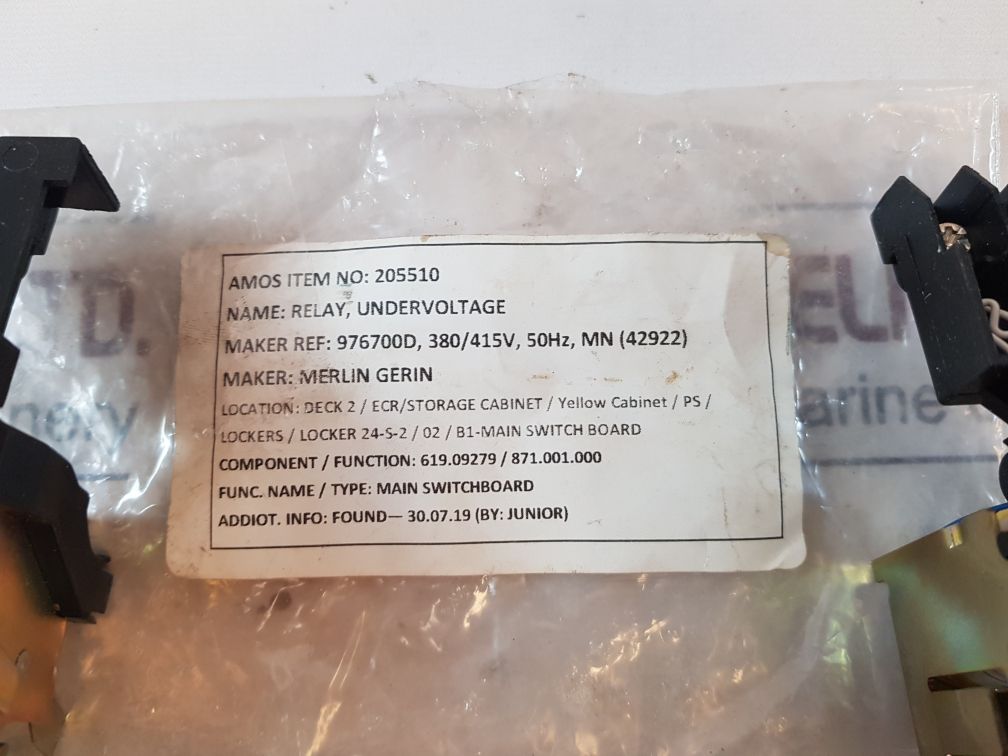 AMOS ITEM NO: 205510
NAME: RELAY, UNDERVOLTAGE
MAKER REF: 976700D, 380/415V, 50Hz, MN (42922)
MAKER: MERLIN GERIN
LOCATION: DECK 2 / ECR/STORAGE CABINET / Yellow Cabinet / PS /
LOCKERS / LOCKER 24-S-2 / 02 / B1-MAIN SWITCH BOARD
COMPONENT / FUNCTION: 619.09279 / 871.001.000
FUNC. NAME / TYPE: MAIN SWITCHBOARD
ADDIOT. INFO: FOUND— 30.07.19 (BY: JUNIOR)